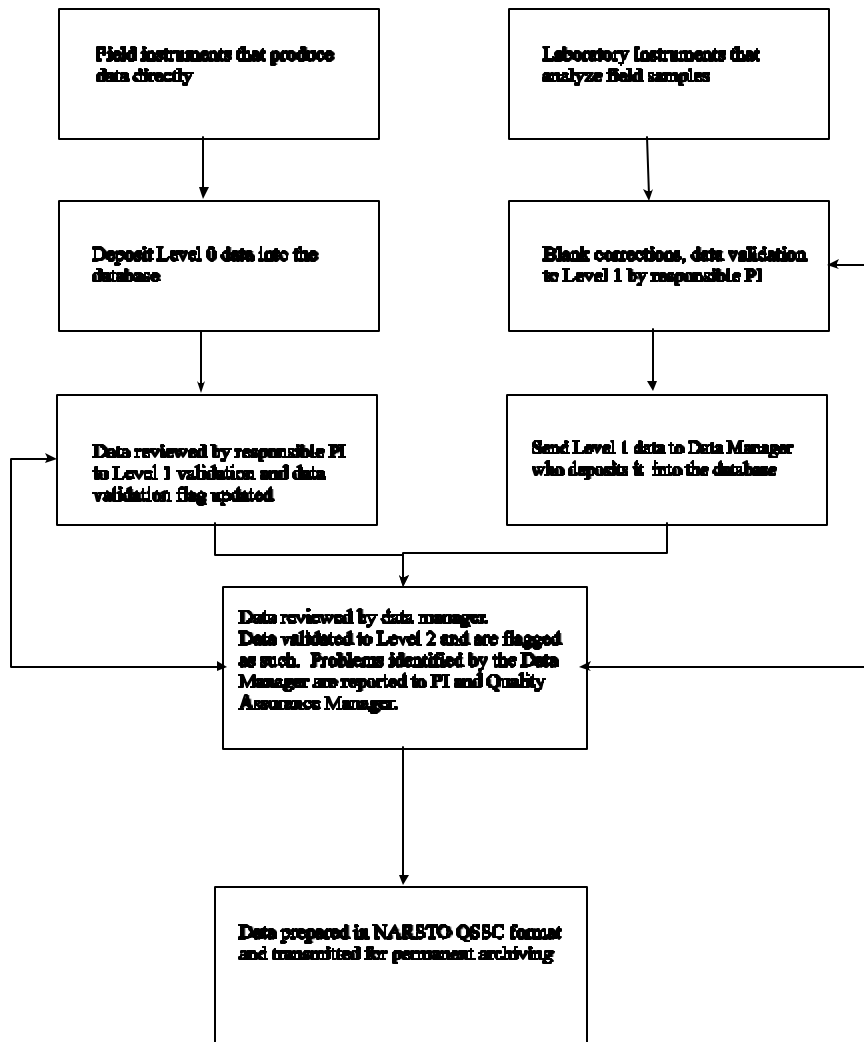 Field instruments that produce
data directly
Laboratory Instruments that
analyze field samples
Deposit Level 0 data into the
database
Blank corrections, data validation
to Level 1 by responsible PI
Data reviewed by responsible PI
to Level 1 validation and data
validation flag updated
Send Level 1 data to Data Manager
who deposits it into the database
Data reviewed by data manager.
Data validated to Level 2 and are flagged
as such. Problems identified by the Data
Manager are reported to PI and Quality
Assurance Manager.
Data prepared in NARSTO QSSC format
and transmitted for permanent archiving